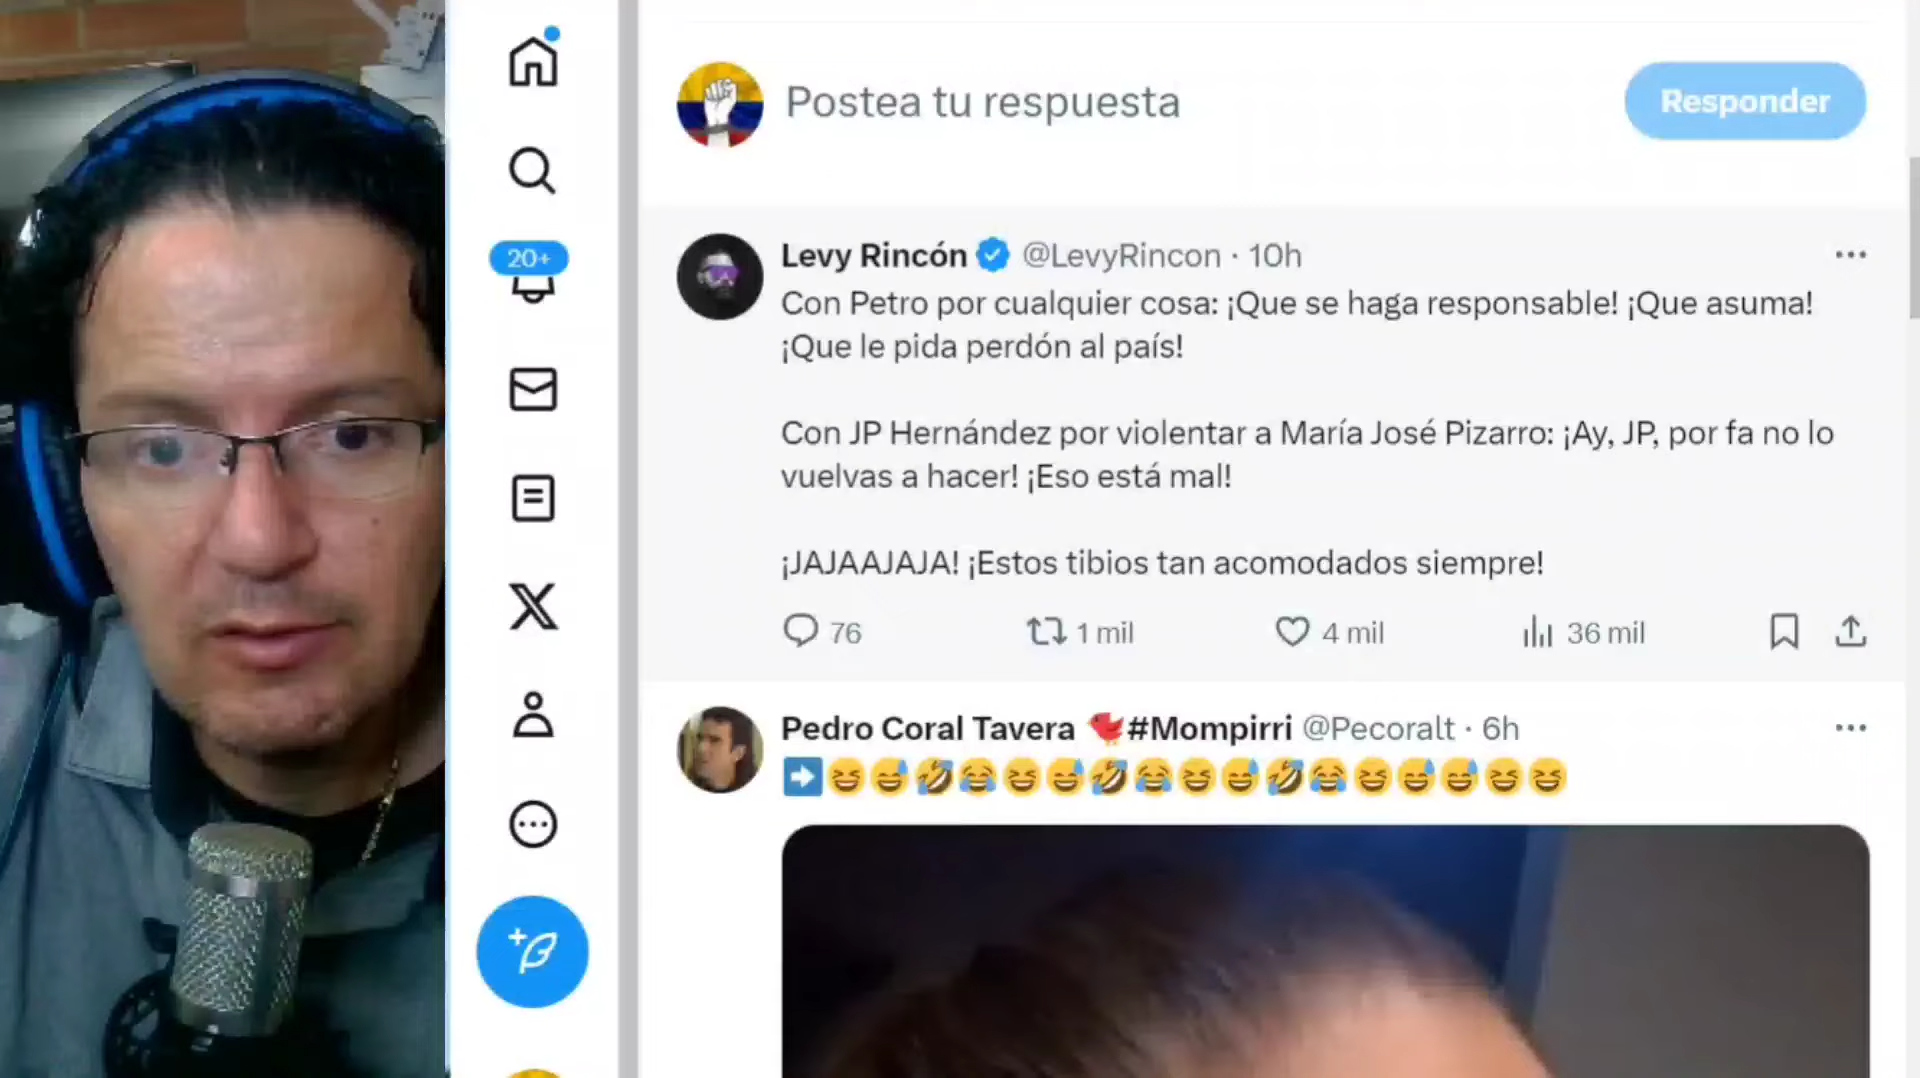 Postea tu respuesta
Responder
20+
Levy Rincón @LevyRincon · 10h
Con Petro por cualquier cosa: ¡Que se haga responsable! ¡Que asuma!
¡Que le pida perdón al país!
Con JP Hernández por violentar a María José Pizarro: ¡Ay, JP, por fa no lo
vuelvas a hacer! ¡Eso está mal!
¡JAJAAJAJA! ¡Estos tibios tan acomodados siempre!
76 1 mil 4 mil 36 mil
Pedro Coral Tavera 🐦#Mompirri @Pecoralt · 6h
➡️😆😅🤣😂😆😅🤣😂😆😅🤣😂😆😅😅😆😆